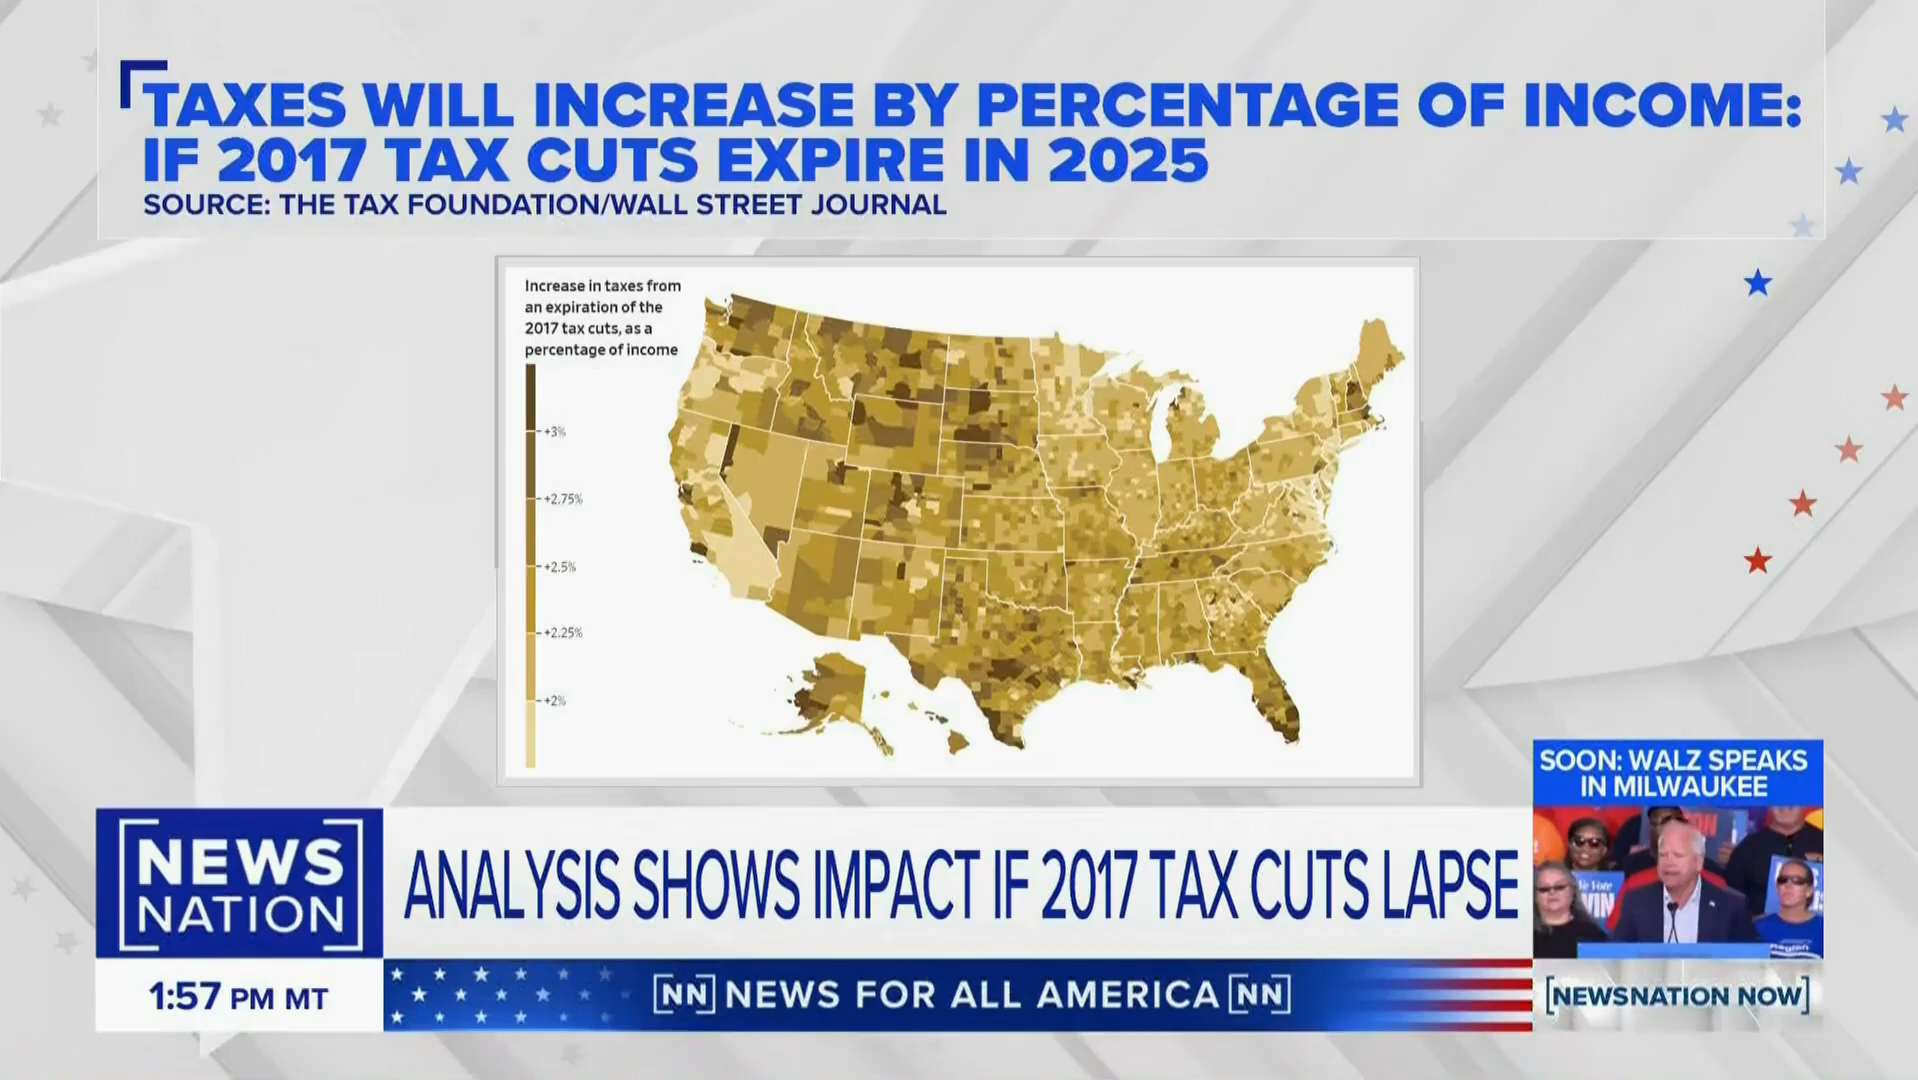 TAXES WILL INCREASE BY PERCENTAGE OF INCOME:
IF 2017 TAX CUTS EXPIRE IN 2025
SOURCE: THE TAX FOUNDATION/WALL STREET JOURNAL
Increase in taxes from
an expiration of the
2017 tax cuts, as a
percentage of income
+3%
+2.75%
+2.5%
+2.25%
+2%
SOON: WALZ SPEAKS
IN MILWAUKEE
We Vote
WIN
NEWS
NATION
ANALYSIS SHOWS IMPACT IF 2017 TAX CUTS LAPSE
1:57 PM MT
NN NEWS FOR ALL AMERICA NN
NEWSNATION NOW